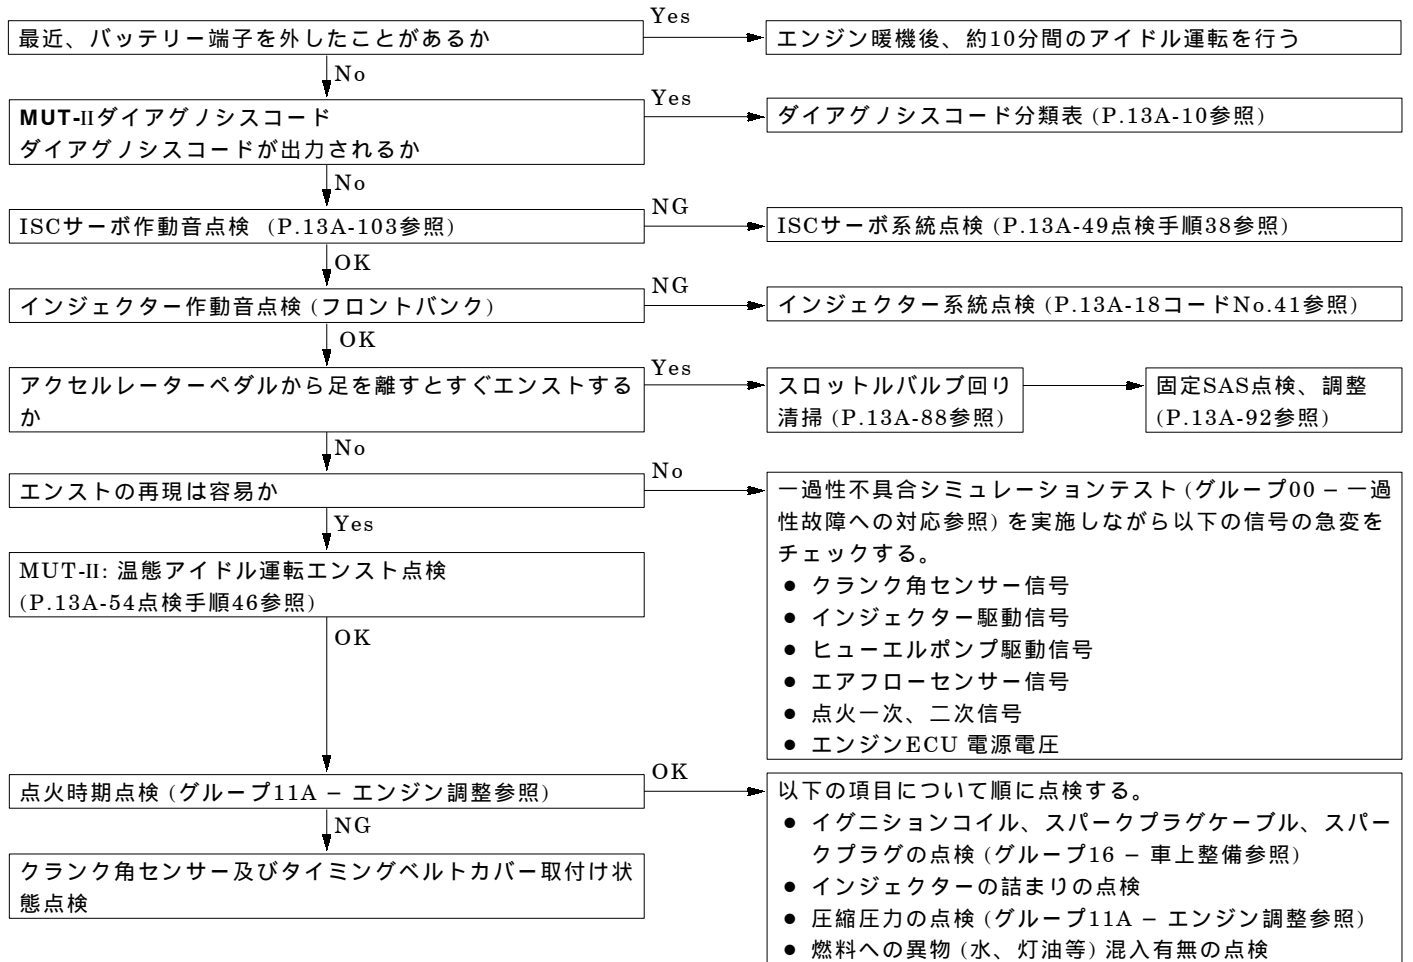 最近、バッテリー端子を外したことがあるか
Yes
エンジン暖機後、約10分間のアイドル運転を行う
No
MUT-IIダイアグノシスコード
ダイアグノシスコードが出力されるか
Yes
ダイアグノシスコード分類表 (P.13A-10参照)
No
ISCサーボ作動音点検 (P.13A-103参照)
NG
ISCサーボ系統点検 (P.13A-49点検手順38参照)
OK
インジェクター作動音点検 (フロントバンク)
NG
インジェクター系統点検 (P.13A-18コードNo.41参照)
OK
アクセルレーターペダルから足を離すとすぐエンストする
か
Yes
スロットルバルブ回り
清掃 (P.13A-88参照)
固定SAS点検、調整
(P.13A-92参照)
No
エンストの再現は容易か
No
一過性不具合シミュレーションテスト (グループ00 – 一過
性故障への対応参照) を実施しながら以下の信号の急変を
チェックする。
● クランク角センサー信号
● インジェクター駆動信号
● ヒューエルポンプ駆動信号
● エアフローセンサー信号
● 点火一次、二次信号
● エンジンECU 電源電圧
Yes
MUT-II: 温態アイドル運転エンスト点検
(P.13A-54点検手順46参照)
OK
点火時期点検 (グループ11A – エンジン調整参照)
OK
以下の項目について順に点検する。
● イグニションコイル、スパークプラグケーブル、スパー
クプラグの点検 (グループ16 – 車上整備参照)
● インジェクターの詰まりの点検
● 圧縮圧力の点検 (グループ11A – エンジン調整参照)
● 燃料への異物 (水、灯油等) 混入有無の点検
NG
クランク角センサー及びタイミングベルトカバー取付け状
態点検